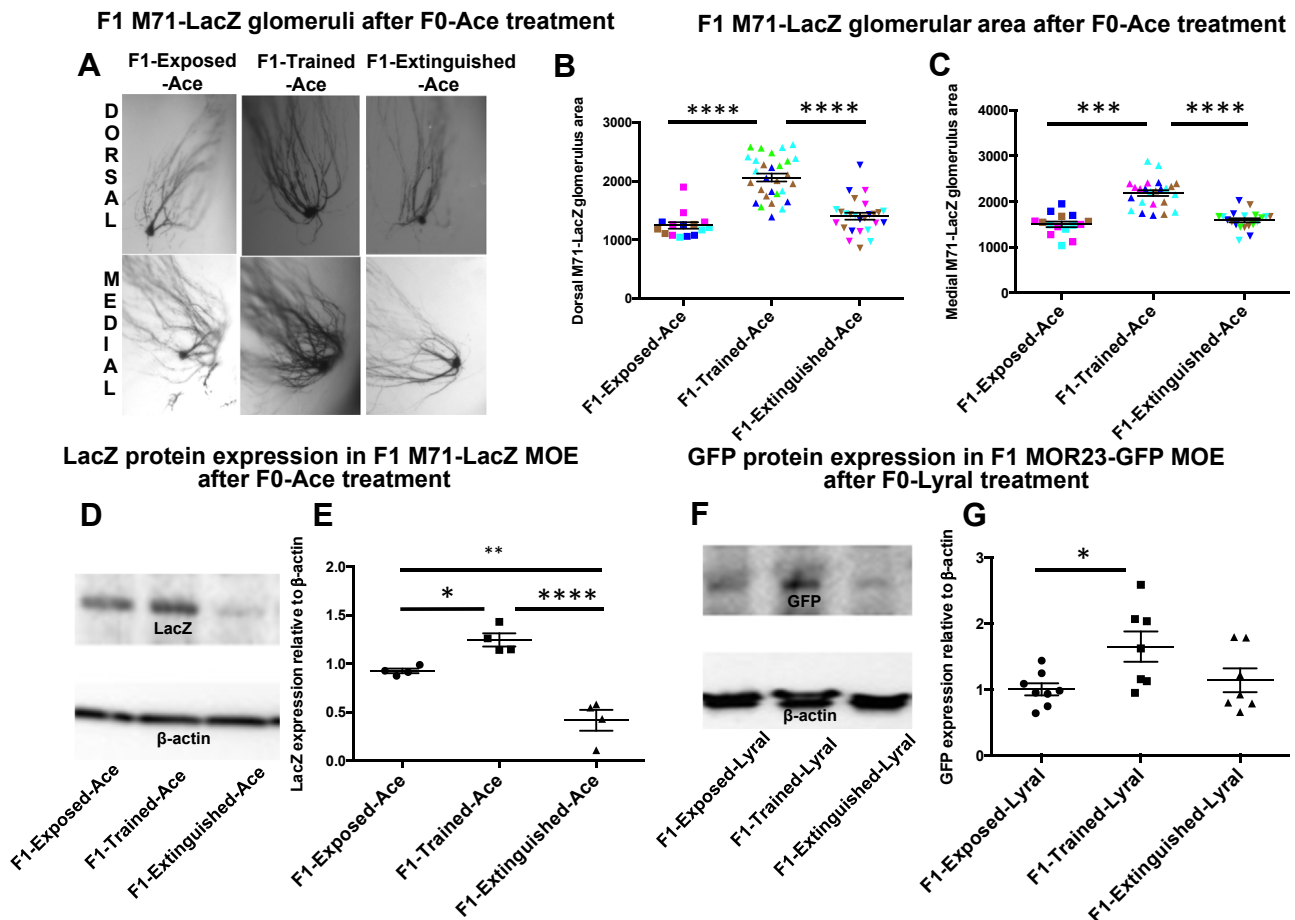 F1 M71-LacZ glomeruli after F0-Ace treatment
F1 M71-LacZ glomerular area after F0-Ace treatment
A
F1-Exposed
-Ace
F1-Trained
-Ace
F1-Extinguished
-Ace
DORSAL
MEDIAL
B
Dorsal M71-LacZ glomerulus area
3000
2000
1000
0
****
****
F1-Exposed-Ace
F1-Trained-Ace
F1-Extinguished-Ace
C
Medial M71-LacZ glomerulus area
4000
3000
2000
1000
0
***
****
F1-Exposed-Ace
F1-Trained-Ace
F1-Extinguished-Ace
LacZ protein expression in F1 M71-LacZ MOE
after F0-Ace treatment
GFP protein expression in F1 MOR23-GFP MOE
after F0-Lyral treatment
D
LacZ
β-actin
F1-Exposed-Ace
F1-Trained-Ace
F1-Extinguished-Ace
E
LacZ expression relative to β-actin
2.0
1.5
1.0
0.5
0.0
**
*
****
F1-Exposed-Ace
F1-Trained-Ace
F1-Extinguished-Ace
F
GFP
β-actin
F1-Exposed-Lyral
F1-Trained-Lyral
F1-Extinguished-Lyral
G
GFP expression relative to β-actin
3
2
1
0
*
F1-Exposed-Lyral
F1-Trained-Lyral
F1-Extinguished-Lyral